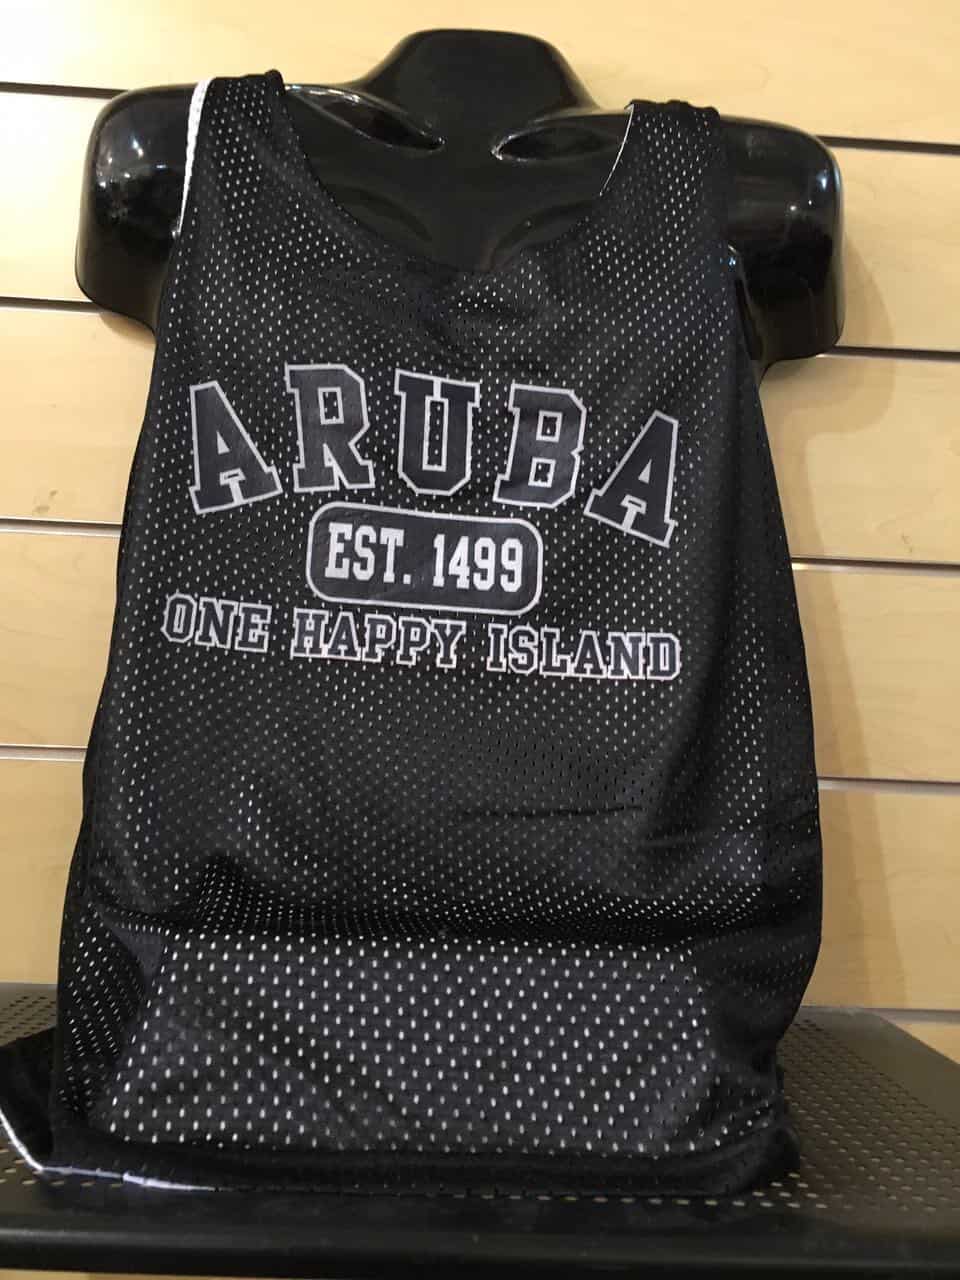 ARUBA
EST. 1499
ONE HAPPY ISLAND